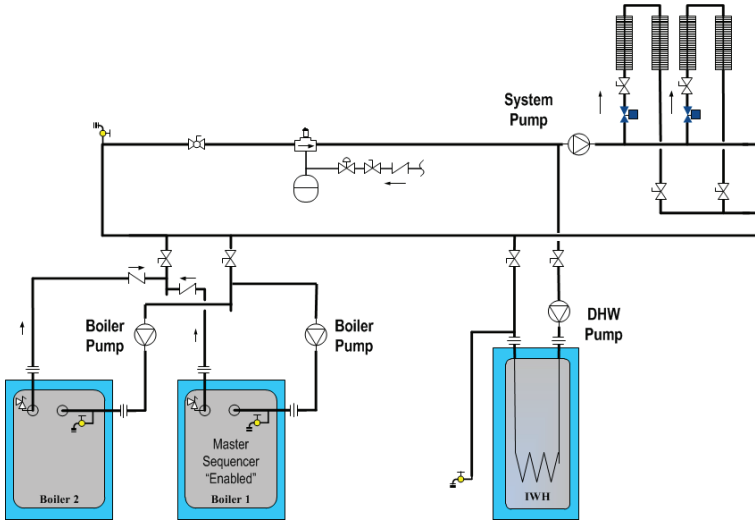 System
Pump
Boiler
Pump
Boiler
Pump
DHW
Pump
Master
Sequencer
"Enabled"
Boiler 2
Boiler 1
IWH